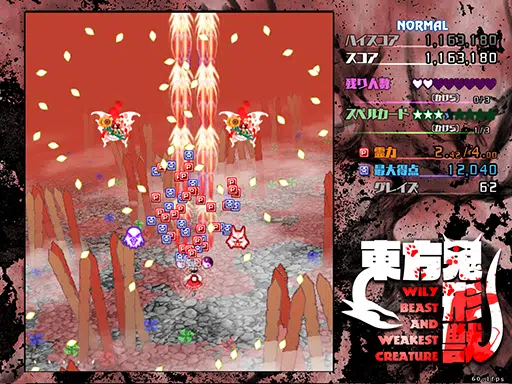 NORMAL
ハイスコア 1,163,180
スコア 1,163,180
残り人数
(かけら) 0/3
スペルカード
(かけら) 1/3
霊力 2.42/4.00
最大得点 12,040
グレイズ 62
東方鬼形獣
WILY
BEAST
AND
WEAKEST
CREATURE